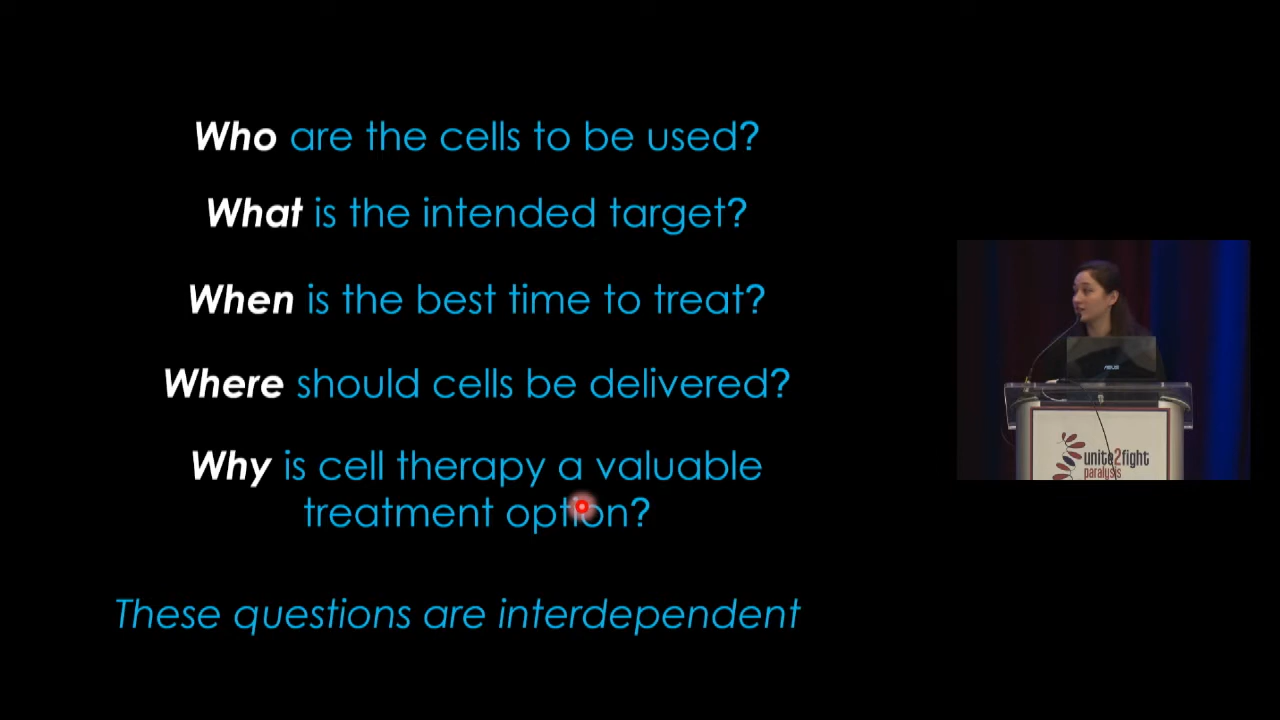 Who are the cells to be used?
What is the intended target?
When is the best time to treat?
Where should cells be delivered?
Why is cell therapy a valuable
treatment option?
These questions are interdependent
ASUS
unite2fight
paralysis